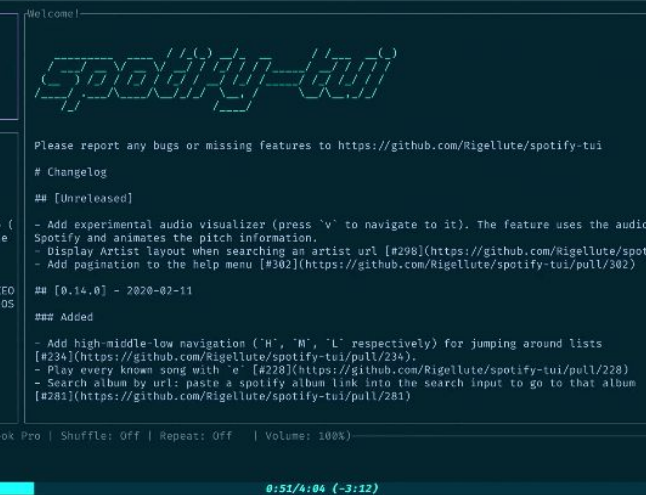 Welcome!
spotify-tui
Please report any bugs or missing features to https://github.com/Rigellute/spotify-tui
# Changelog
## [Unreleased]
- Add experimental audio visualizer (press `v` to navigate to it). The feature uses the audio
Spotify and animates the pitch information.
- Display Artist layout when searching an artist url [#298](https://github.com/Rigellute/spot
- Add pagination to the help menu [#302](https://github.com/Rigellute/spotify-tui/pull/302)
## [0.14.0] - 2020-02-11
### Added
- Add high-middle-low navigation (`H`, `M`, `L` respectively) for jumping around lists
[#234](https://github.com/Rigellute/spotify-tui/pull/234).
- Play every known song with `e` [#228](https://github.com/Rigellute/spotify-tui/pull/228)
- Search album by url: paste a spotify album link into the search input to go to that album
[#281](https://github.com/Rigellute/spotify-tui/pull/281)
ok Pro | Shuffle: Off | Repeat: Off | Volume: 100%)
0:51/4:04 (-3:12)